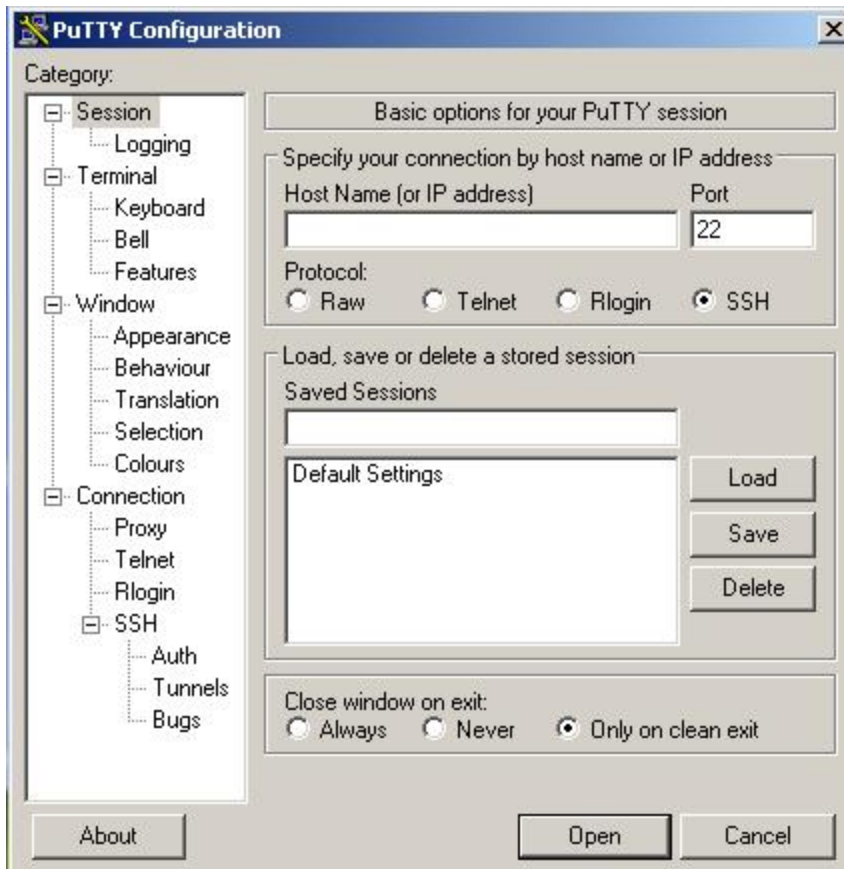 PuTTY Configuration
Category:
Session
Logging
Terminal
Keyboard
Bell
Features
Window
Appearance
Behaviour
Translation
Selection
Colours
Connection
Proxy
Telnet
Rlogin
SSH
Auth
Tunnels
Bugs
Basic options for your PuTTY session
Specify your connection by host name or IP address
Host Name (or IP address) Port
22
Protocol:
Raw Telnet Rlogin SSH
Load, save or delete a stored session
Saved Sessions
Default Settings
Load
Save
Delete
Close window on exit:
Always Never Only on clean exit
About Open Cancel